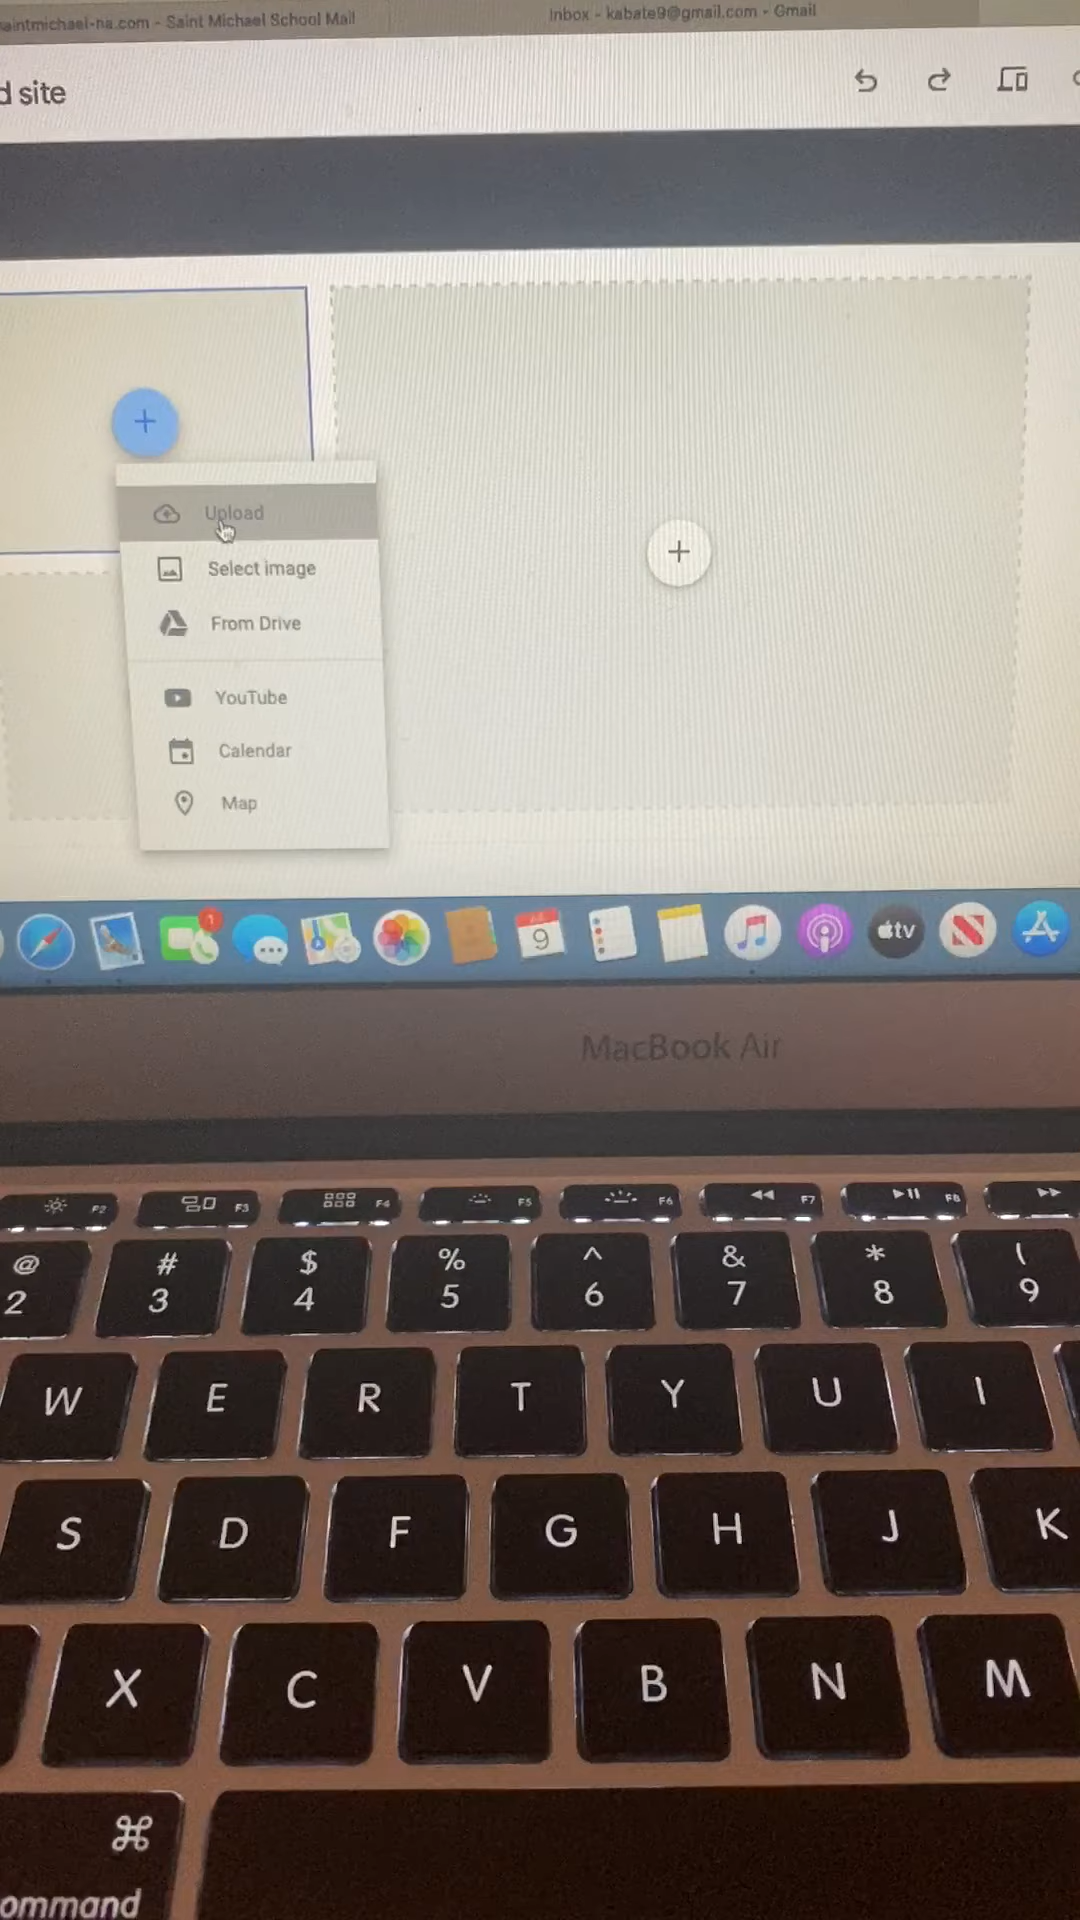 saintmichael-na.com - Saint Michael School Mail
Inbox - kabate9@gmail.com - Gmail
d site
Upload
Select image
From Drive
YouTube
Calendar
Map
1
9
tv
MacBook Air
F2 F3 F4 F5 F6 F7 F8
@ # $ % ^ & * (
2 3 4 5 6 7 8 9
W E R T Y U I
S D F G H J K
X C V B N M
⌘
ommand